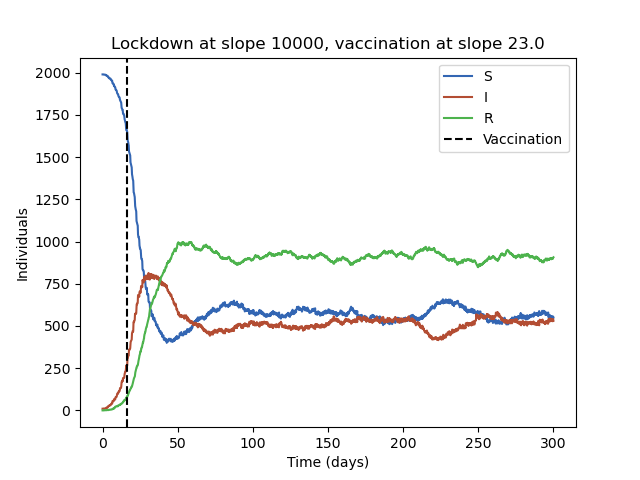 Lockdown at slope 10000, vaccination at slope 23.0
S
I
R
Vaccination
Individuals
2000
1750
1500
1250
1000
750
500
250
0
0 50 100 150 200 250 300
Time (days)